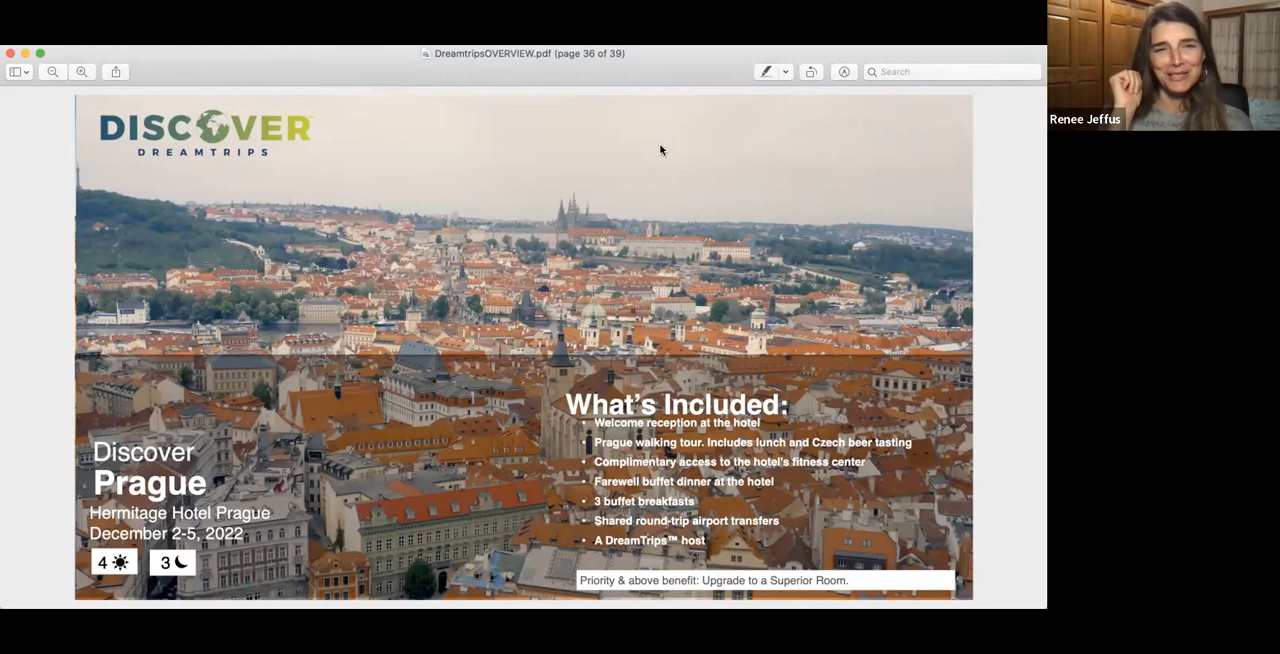 DreamtripsOVERVIEW.pdf (page 36 of 39)
Search
Renee Jeffus
DISCOVER
DREAMTRIPS
What's Included:
• Welcome reception at the hotel
• Prague walking tour. Includes lunch and Czech beer tasting
• Complimentary access to the hotel's fitness center
• Farewell buffet dinner at the hotel
• 3 buffet breakfasts
• Shared round-trip airport transfers
• A DreamTrips™ host
Discover
Prague
Hermitage Hotel Prague
December 2-5, 2022
4
3
Priority & above benefit: Upgrade to a Superior Room.